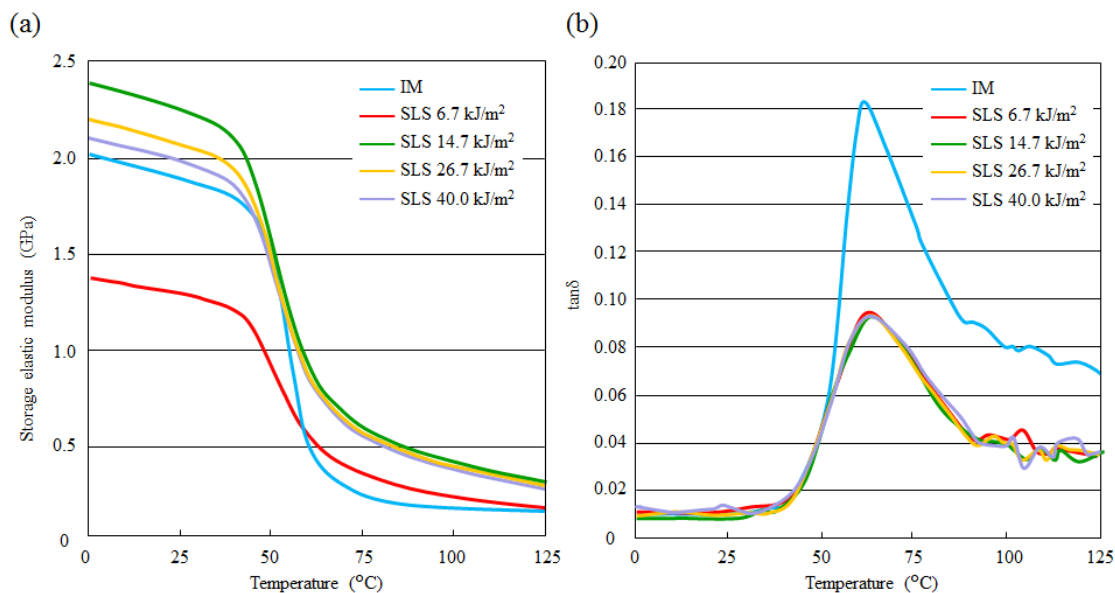 (a)
2.5
2.0
1.5
1.0
0.5
0
0
25
50
75
100
125
Storage elastic modulus (GPa)
Temperature (°C)
IM
SLS 6.7 kJ/m²
SLS 14.7 kJ/m²
SLS 26.7 kJ/m²
SLS 40.0 kJ/m²
(b)
0.20
0.18
0.16
0.14
0.12
0.10
0.08
0.06
0.04
0.02
0
0
25
50
75
100
125
tanδ
Temperature (°C)
IM
SLS 6.7 kJ/m²
SLS 14.7 kJ/m²
SLS 26.7 kJ/m²
SLS 40.0 kJ/m²